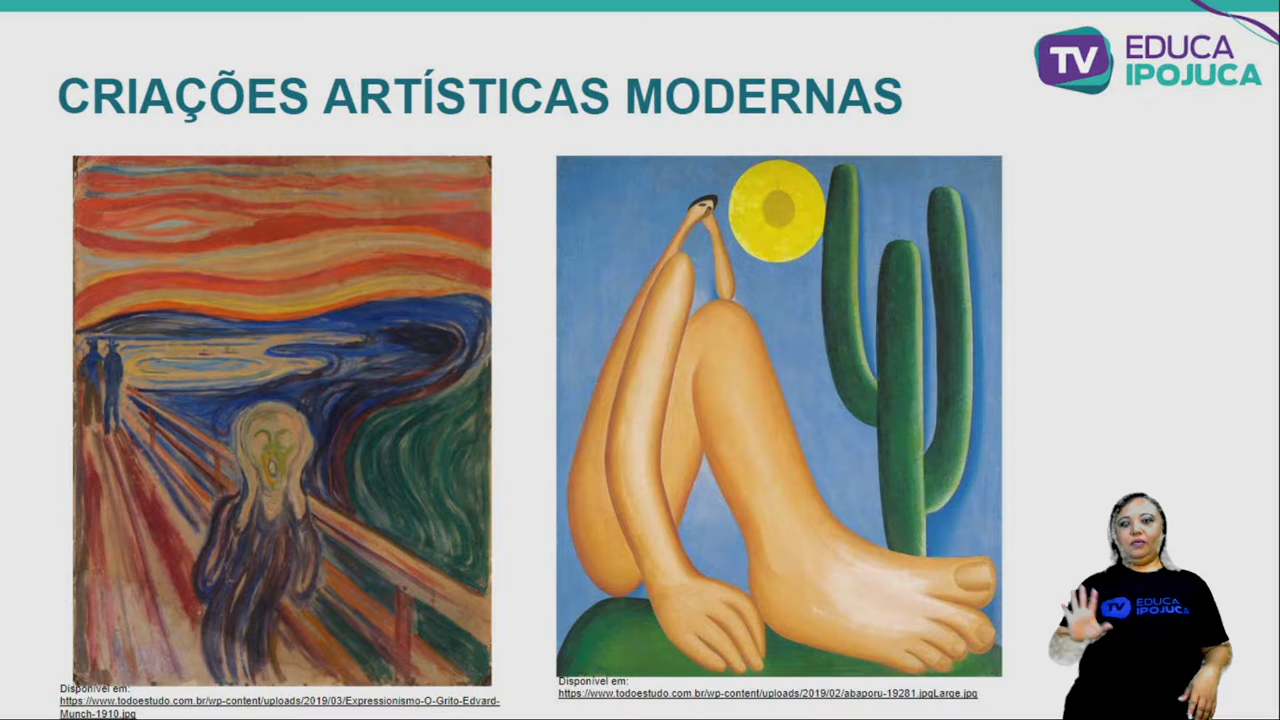 TV EDUCA
IPOJUCA
CRIAÇÕES ARTÍSTICAS MODERNAS
Disponível em:
https://www.todoestudo.com.br/wp-content/uploads/2019/03/Expressionismo-O-Grito-Edvard-
Munch-1910.jpg
Disponível em:
https://www.todoestudo.com.br/wp-content/uploads/2019/02/abaporu-19281.jpgLarge.jpg
TV EDUCA
IPOJUCA